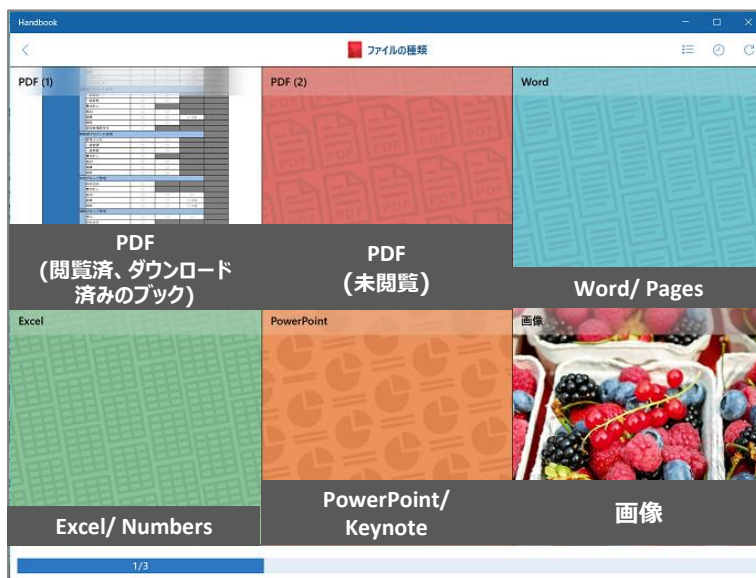 Handbook
ファイルの種類
PDF (1)
PDF (2)
Word
PDF
(閲覧済、ダウンロード
済みのブック)
PDF
(未閲覧)
Word/ Pages
Excel
PowerPoint
画像
Excel/ Numbers
PowerPoint/
Keynote
画像
1/3